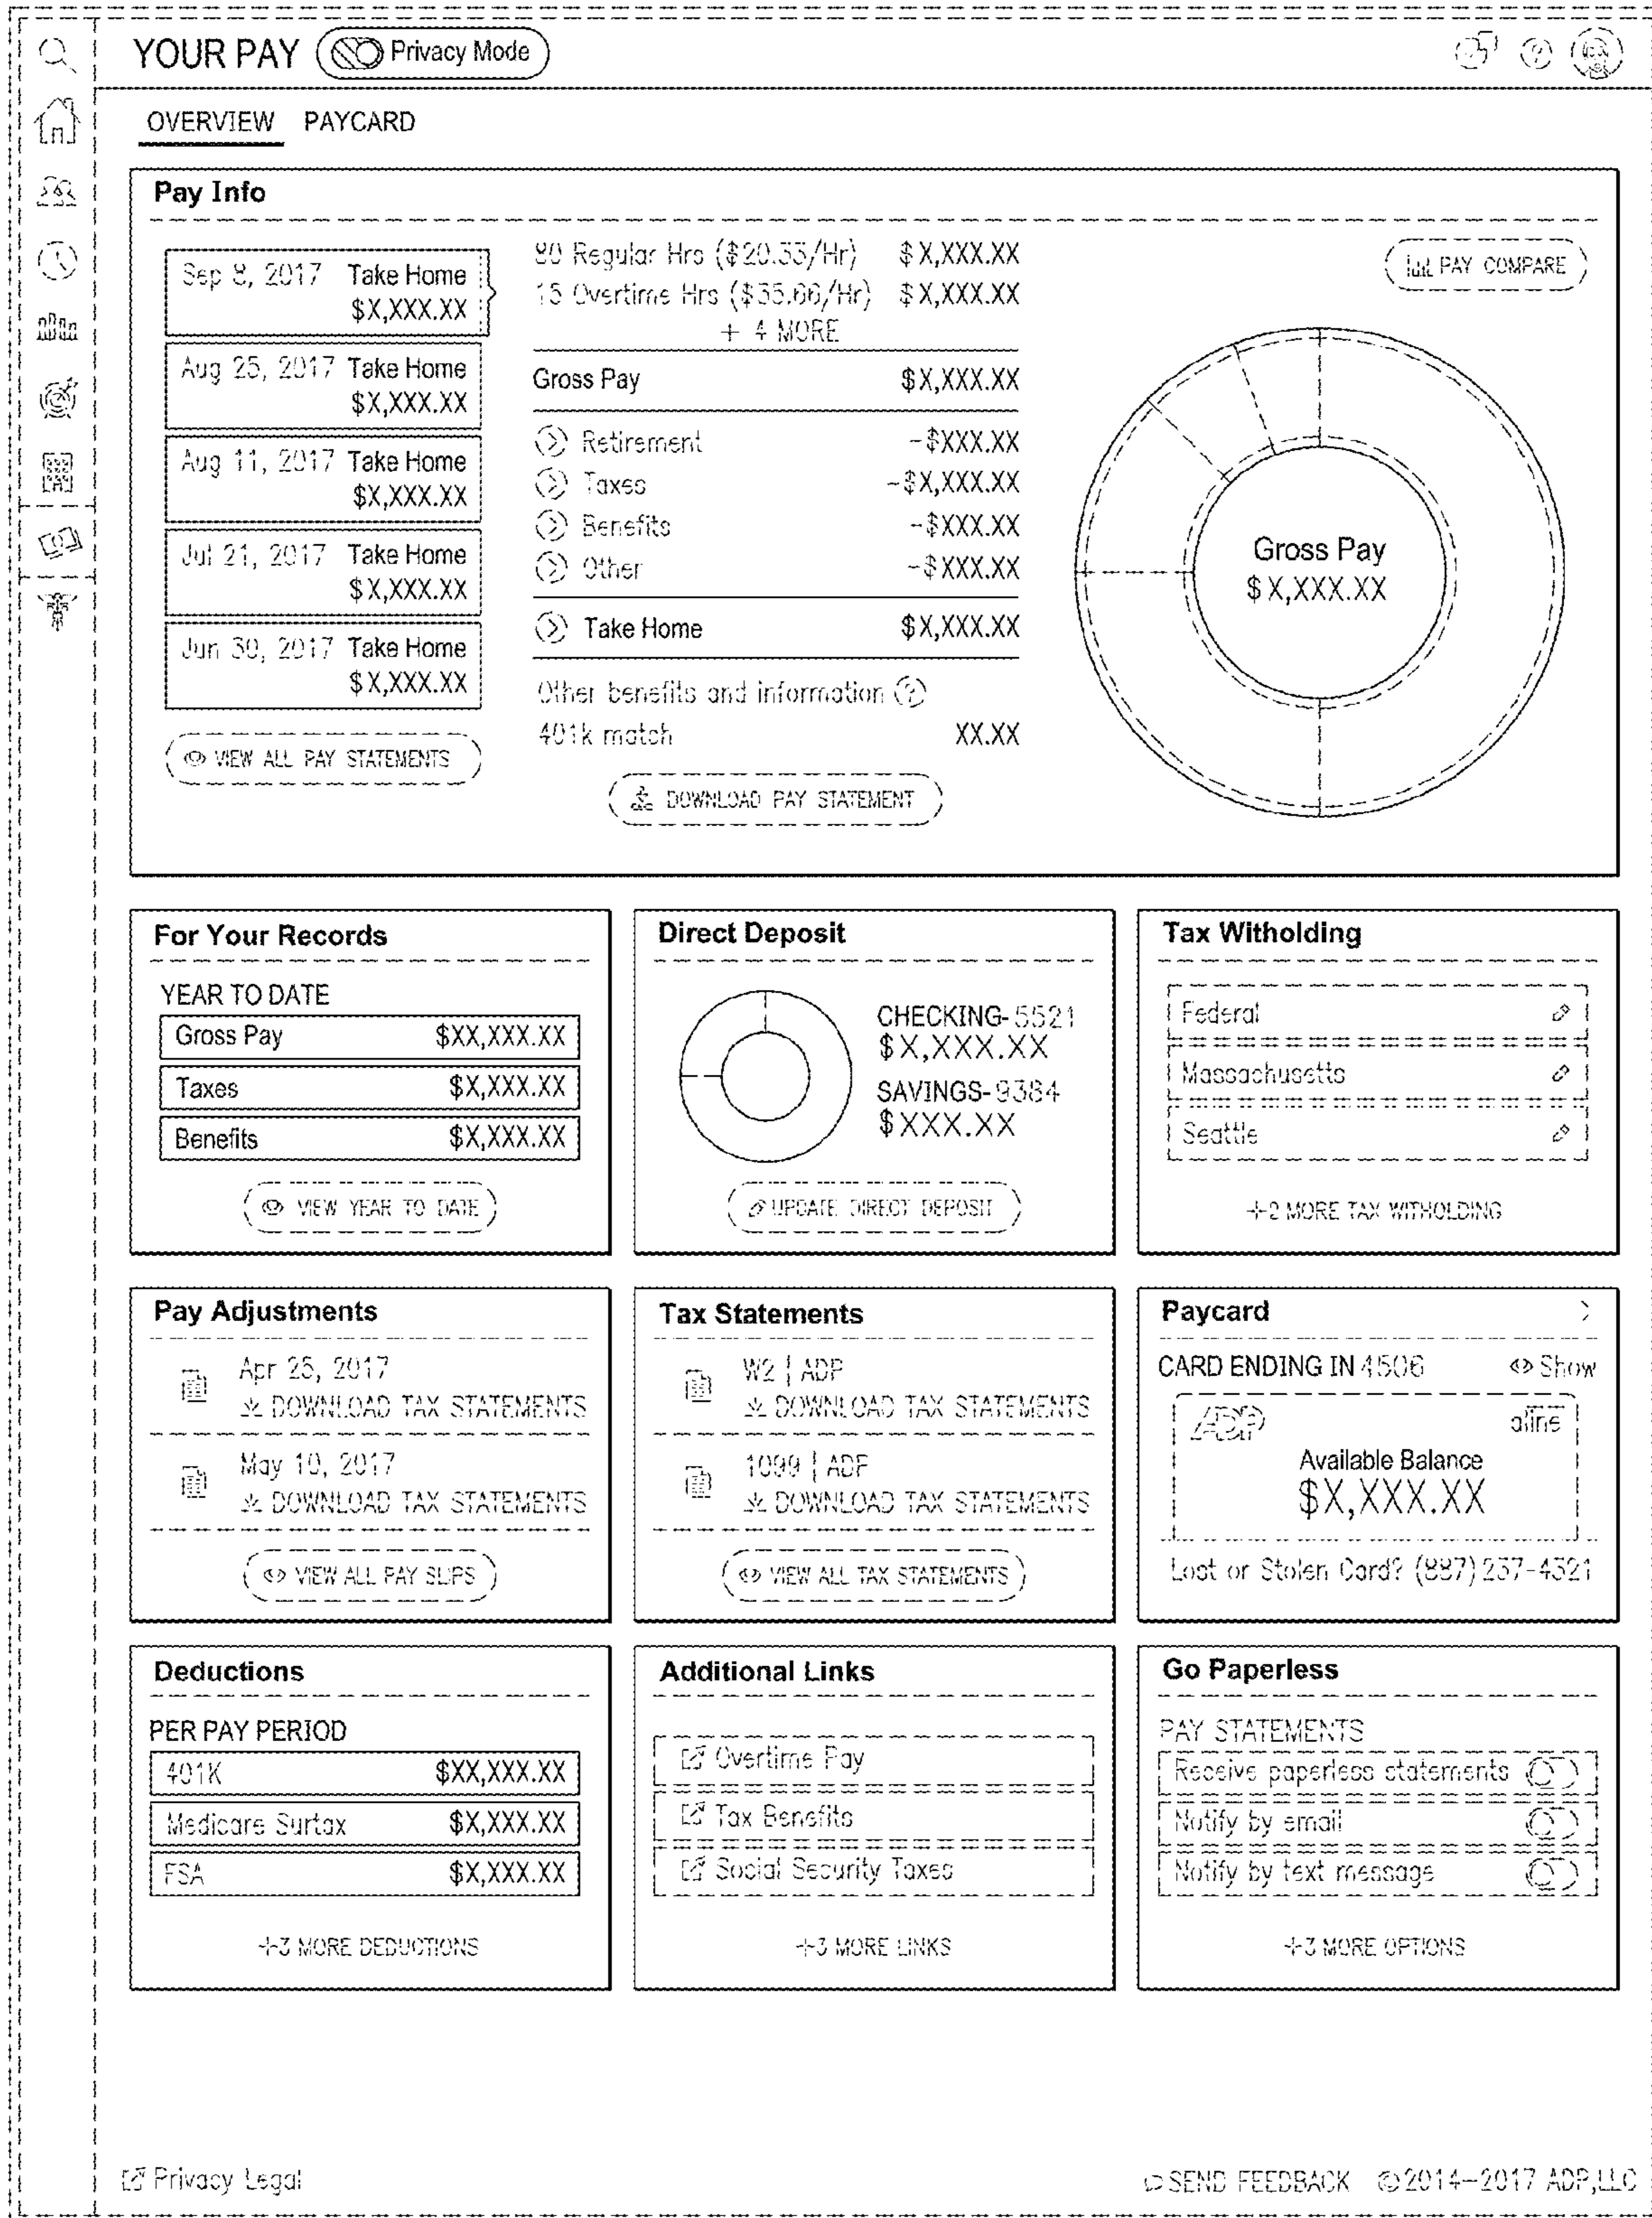 YOUR PAY Privacy Mode
OVERVIEW PAYCARD
Pay Info
Sep 8, 2017 Take Home
$X,XXX.XX
Aug 25, 2017 Take Home
$X,XXX.XX
Aug 11, 2017 Take Home
$X,XXX.XX
Jul 21, 2017 Take Home
$X,XXX.XX
Jun 30, 2017 Take Home
$X,XXX.XX
VIEW ALL PAY STATEMENTS
80 Regular Hrs ($20.33/Hr) $X,XXX.XX
15 Overtime Hrs ($35.66/Hr) $X,XXX.XX
+ 4 MORE
Gross Pay $X,XXX.XX
Retirement -$XXX.XX
Taxes -$X,XXX.XX
Benefits -$XXX.XX
Other -$XXX.XX
Take Home $X,XXX.XX
Other benefits and information ?
401k match XX.XX
DOWNLOAD PAY STATEMENT
PAY COMPARE
Gross Pay
$X,XXX.XX
For Your Records
YEAR TO DATE
Gross Pay $XX,XXX.XX
Taxes $X,XXX.XX
Benefits $X,XXX.XX
VIEW YEAR TO DATE
Direct Deposit
CHECKING-5521
$X,XXX.XX
SAVINGS-9384
$XXX.XX
UPDATE DIRECT DEPOSIT
Tax Witholding
Federal
Massachusetts
Seattle
+2 MORE TAX WITHOLDING
Pay Adjustments
Apr 25, 2017
DOWNLOAD TAX STATEMENTS
May 10, 2017
DOWNLOAD TAX STATEMENTS
VIEW ALL PAY SLIPS
Tax Statements
W2 | ADP
DOWNLOAD TAX STATEMENTS
1099 | ADP
DOWNLOAD TAX STATEMENTS
VIEW ALL TAX STATEMENTS
Paycard >
CARD ENDING IN 4506 Show
ADP aline
Available Balance
$X,XXX.XX
Lost or Stolen Card? (887)237-4321
Deductions
PER PAY PERIOD
401K $XX,XXX.XX
Medicare Surtax $X,XXX.XX
FSA $X,XXX.XX
+3 MORE DEDUCTIONS
Additional Links
Overtime Pay
Tax Benefits
Social Security Taxes
+3 MORE LINKS
Go Paperless
PAY STATEMENTS
Receive paperless statements
Notify by email
Notify by text message
+3 MORE OPTIONS
Privacy Legal
SEND FEEDBACK ©2014-2017 ADP,LLC